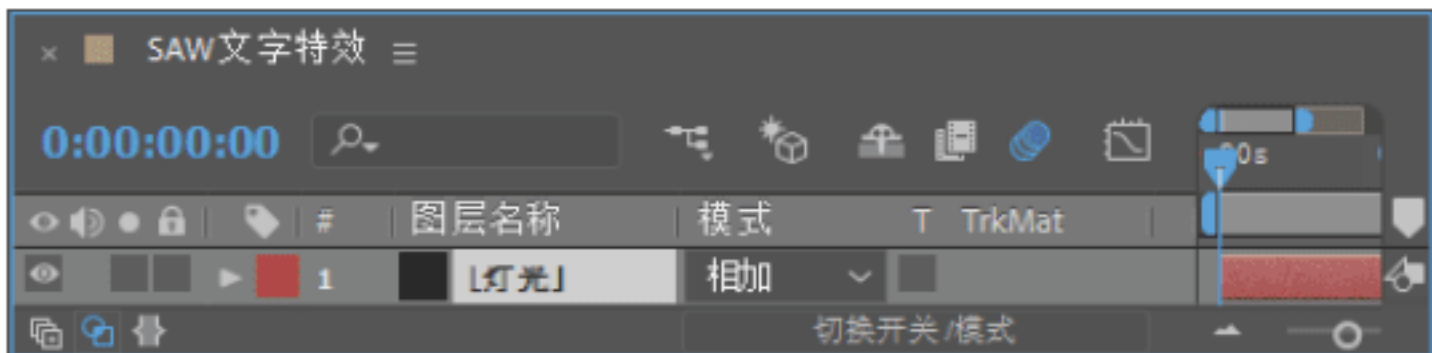 × SAW文字特效 ≡
0:00:00:00
00s
# 图层名称 模式 T TrkMat
1 [灯光] 相加
切换开关/模式